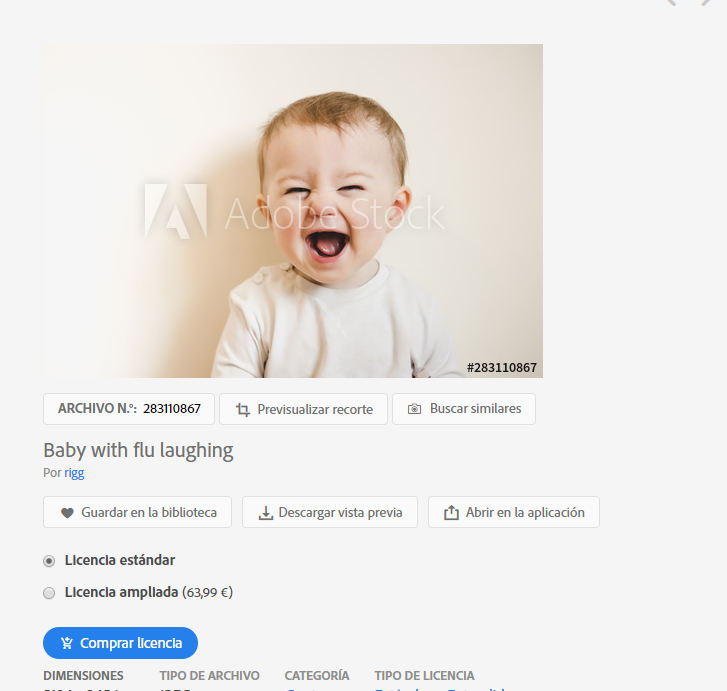 Adobe Stock
#283110867
ARCHIVO N.º: 283110867
Previsualizar recorte
Buscar similares
Baby with flu laughing
Por rigg
Guardar en la biblioteca
Descargar vista previa
Abrir en la aplicación
Licencia estándar
Licencia ampliada (63,99 €)
Comprar licencia
DIMENSIONES TIPO DE ARCHIVO CATEGORÍA TIPO DE LICENCIA